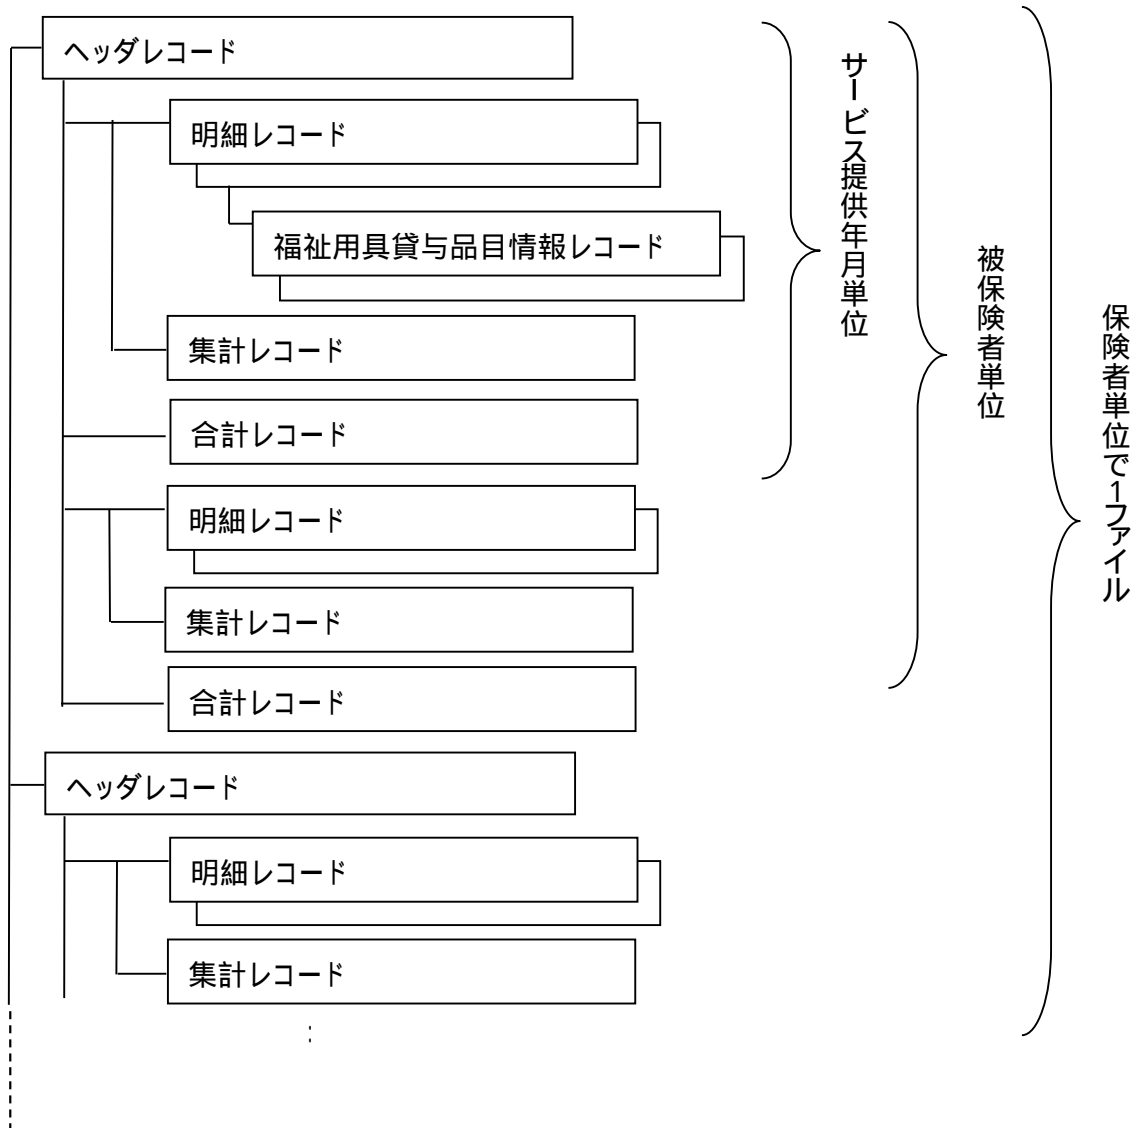 ヘッダレコード
明細レコード
福祉用具貸与品目情報レコード
集計レコード
合計レコード
明細レコード
集計レコード
合計レコード
ヘッダレコード
明細レコード
集計レコード
:
サービス提供年月単位
被保険者単位
保険者単位で1ファイル